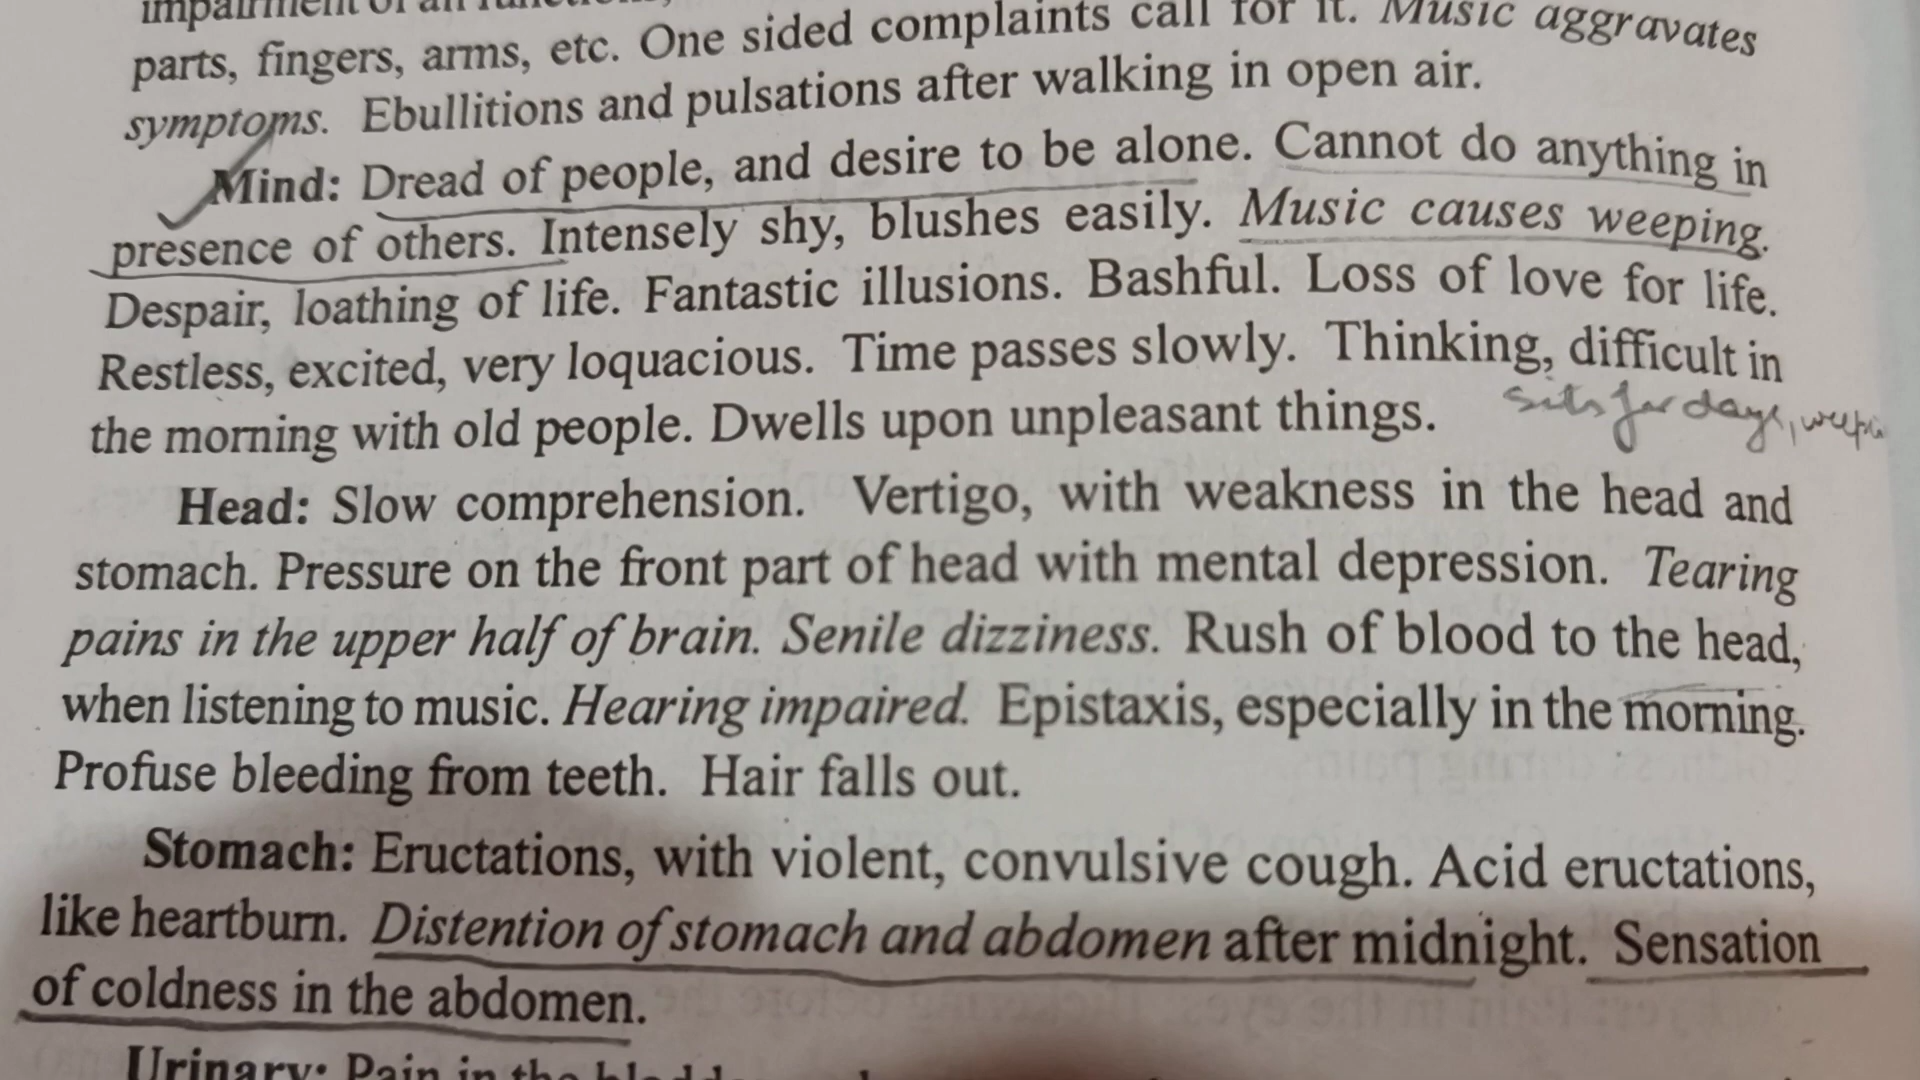 impairment of all functions,
parts, fingers, arms, etc. One sided complaints call for it. Music aggravates
symptoms. Ebullitions and pulsations after walking in open air.
Mind: Dread of people, and desire to be alone. Cannot do anything in
presence of others. Intensely shy, blushes easily. Music causes weeping.
Despair, loathing of life. Fantastic illusions. Bashful. Loss of love for life.
Restless, excited, very loquacious. Time passes slowly. Thinking, difficult in
the morning with old people. Dwells upon unpleasant things.
Sits for days,
Head: Slow comprehension. Vertigo, with weakness in the head and
stomach. Pressure on the front part of head with mental depression. Tearing
pains in the upper half of brain. Senile dizziness. Rush of blood to the head,
when listening to music. Hearing impaired. Epistaxis, especially in the morning.
Profuse bleeding from teeth. Hair falls out.
Stomach: Eructations, with violent, convulsive cough. Acid eructations,
like heartburn. Distention of stomach and abdomen after midnight. Sensation
of coldness in the abdomen.
Urinary: Pain in the